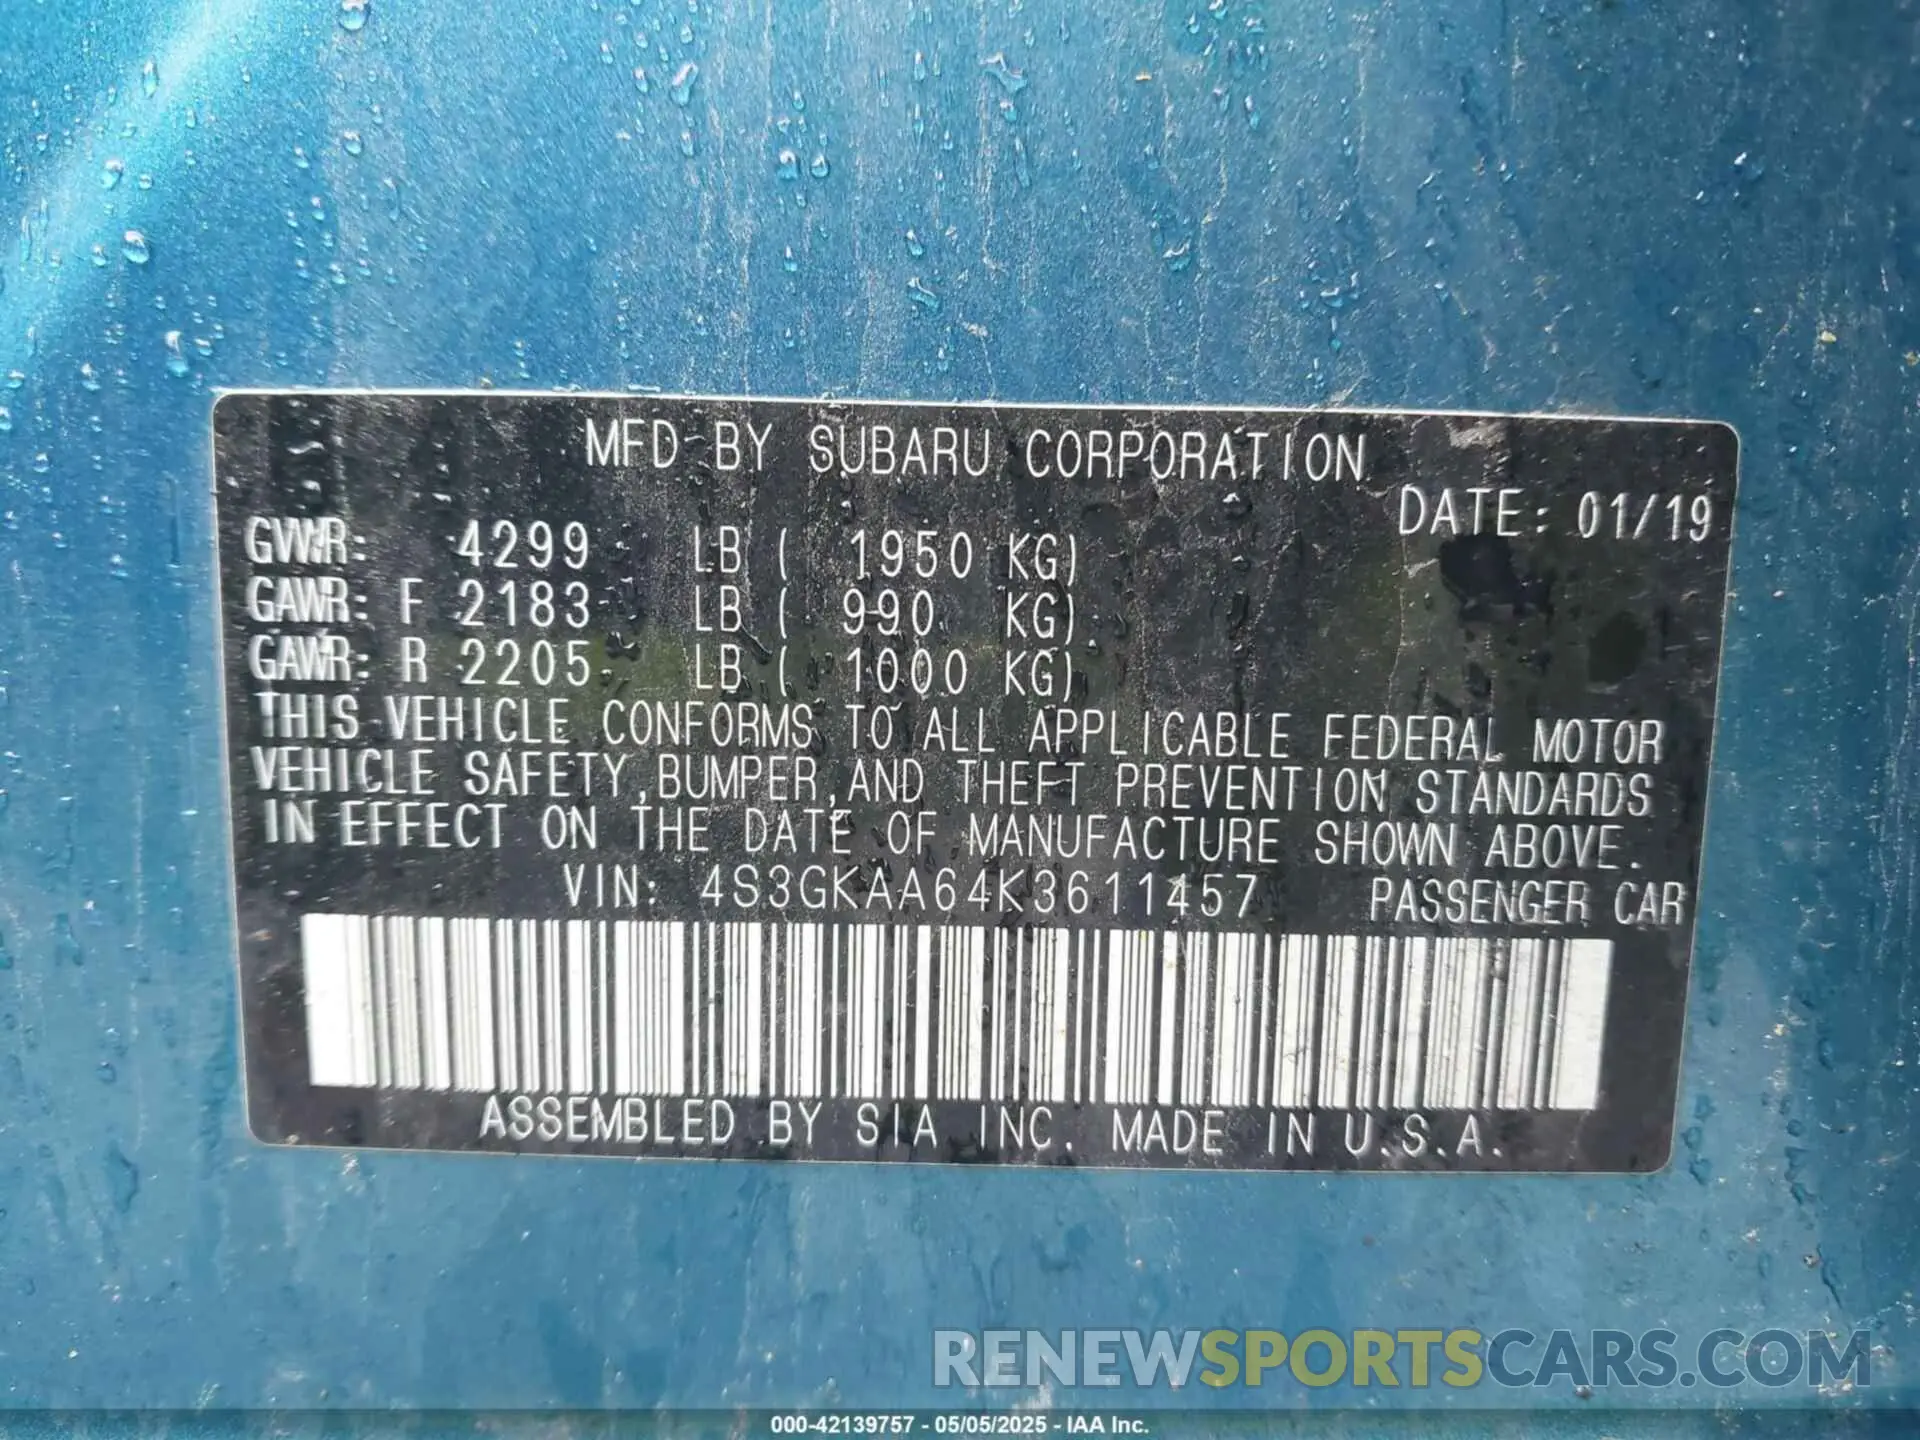 MFD BY SUBARU CORPORATION
DATE: 01/19
GVWR: 4299 LB ( 1950 KG)
GAWR: F 2183 LB ( 990 KG)
GAWR: R 2205 LB ( 1000 KG)
THIS VEHICLE CONFORMS TO ALL APPLICABLE FEDERAL MOTOR
VEHICLE SAFETY,BUMPER,AND THEFT PREVENTION STANDARDS
IN EFFECT ON THE DATE OF MANUFACTURE SHOWN ABOVE.
VIN: 4S3GKAA64K3611457 PASSENGER CAR
ASSEMBLED BY SIA INC. MADE IN U.S.A.
RENEWSPORTSCARS.COM
000-42139757 - 05/05/2025 - IAA Inc.